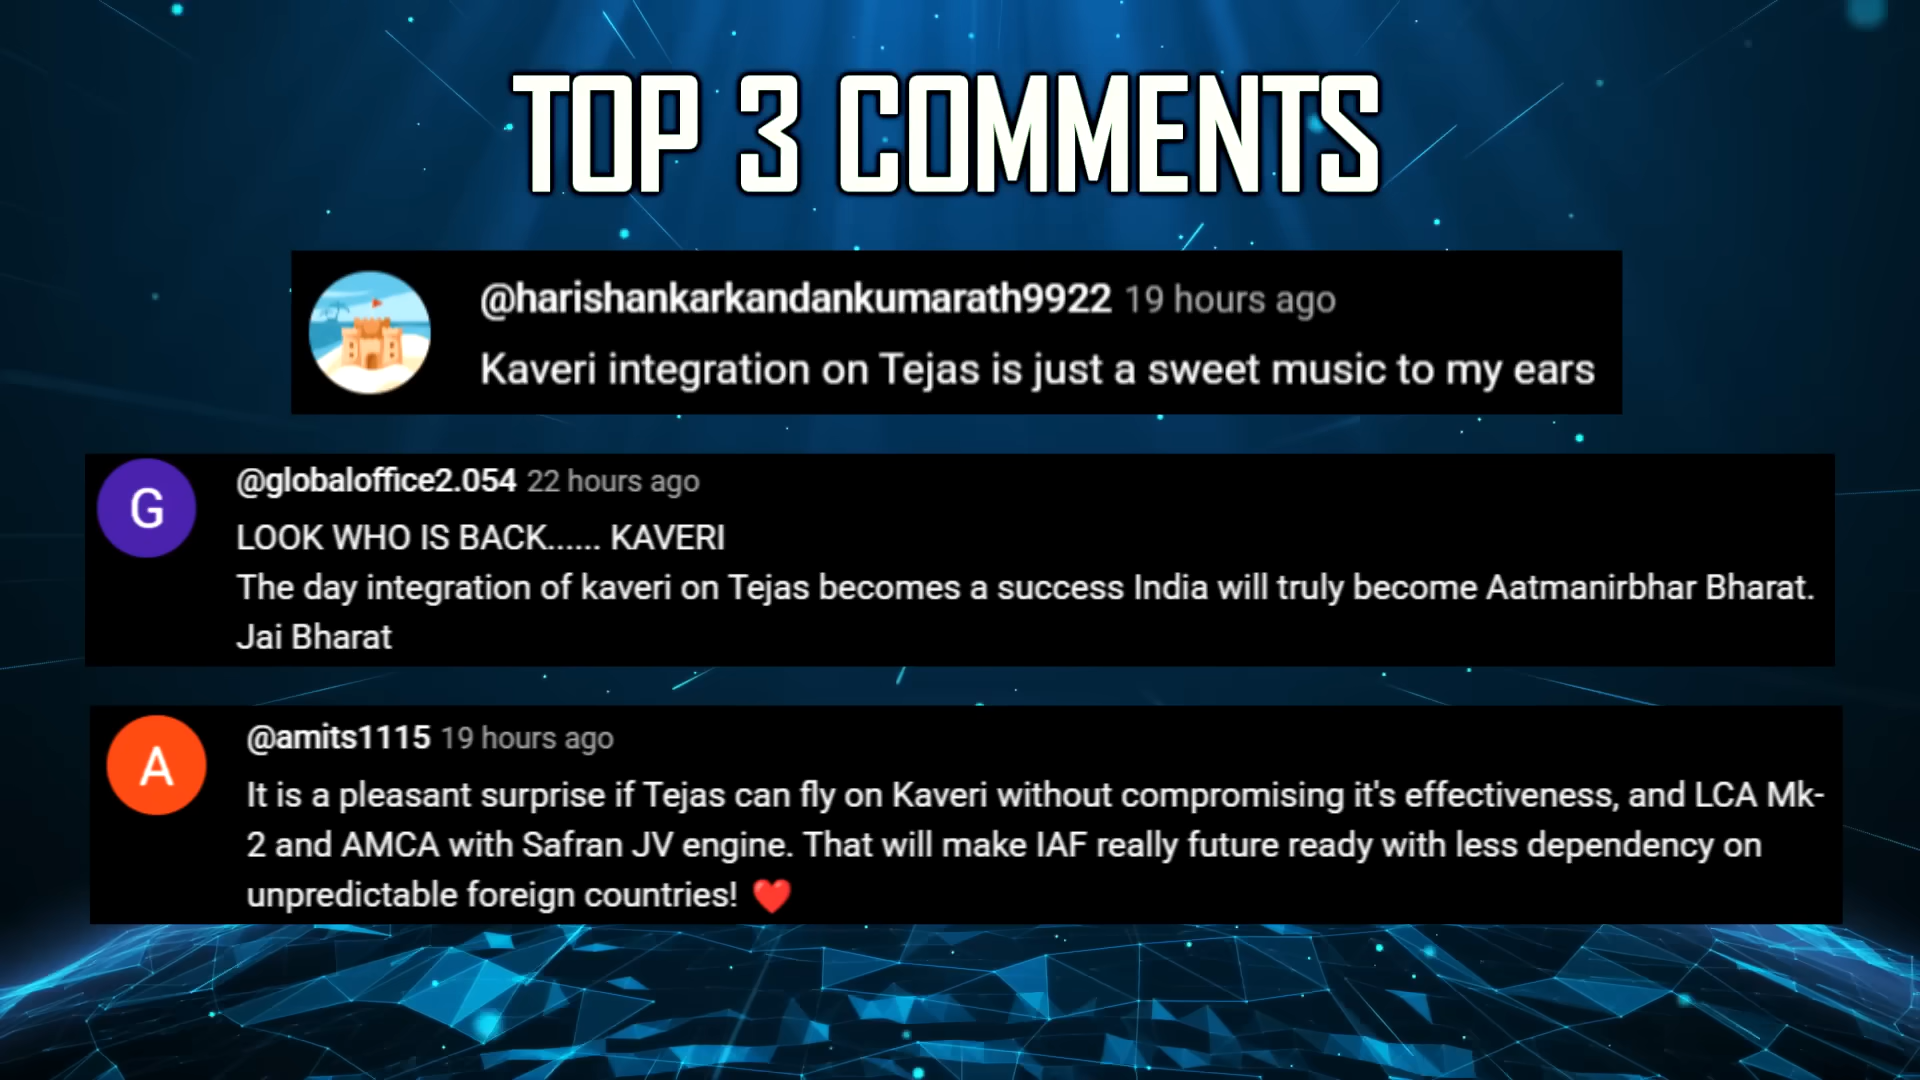 TOP 3 COMMENTS
@harishankarkandankumarath9922 19 hours ago
Kaveri integration on Tejas is just a sweet music to my ears
G
@globaloffice2.054 22 hours ago
LOOK WHO IS BACK...... KAVERI
The day integration of kaveri on Tejas becomes a success India will truly become Aatmanirbhar Bharat.
Jai Bharat
A
@amits1115 19 hours ago
It is a pleasant surprise if Tejas can fly on Kaveri without compromising it's effectiveness, and LCA Mk-
2 and AMCA with Safran JV engine. That will make IAF really future ready with less dependency on
unpredictable foreign countries! ❤️